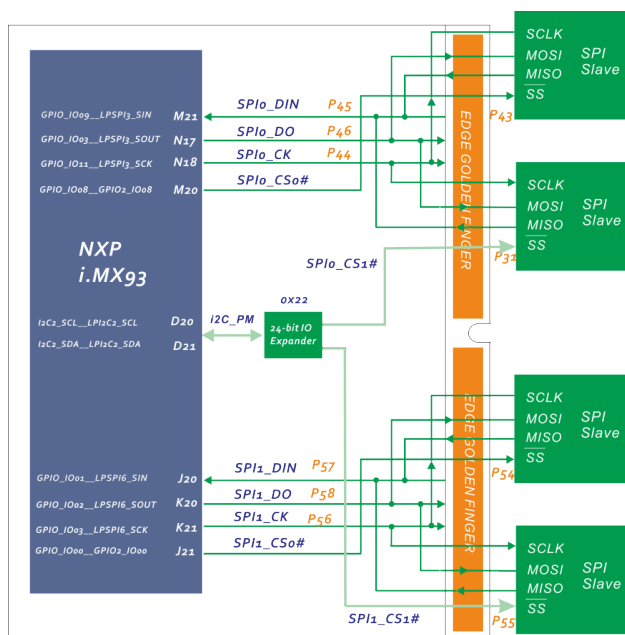 SCLK
MOSI
MISO
SS
SPI
Slave
GPIO_IO09__LPSPI3_SIN M21 SPI0_DIN P45
GPIO_IO03__LPSPI3_SOUT N17 SPI0_DO P46
GPIO_IO11__LPSPI3_SCK N18 SPI0_CK P44
GPIO_IO08__GPIO2_IO08 M20 SPI0_CS0#
P43
EDGE GOLDEN FINGER
SCLK
MOSI
MISO
SS
SPI
Slave
NXP
i.MX93
SPI0_CS1#
P31
0x22
I2C2_SCL__LPI2C2_SCL D20
I2C2_SDA__LPI2C2_SDA D21
i2C_PM
24-bit IO
Expander
EDGE GOLDEN FINGER
SCLK
MOSI
MISO
SS
SPI
Slave
GPIO_IO01__LPSPI6_SIN J20 SPI1_DIN P57
GPIO_IO02__LPSPI6_SOUT K20 SPI1_DO P58
GPIO_IO03__LPSPI6_SCK K21 SPI1_CK P56
GPIO_IO00__GPIO2_IO00 J21 SPI1_CS0#
P54
SCLK
MOSI
MISO
SS
SPI
Slave
SPI1_CS1#
P55